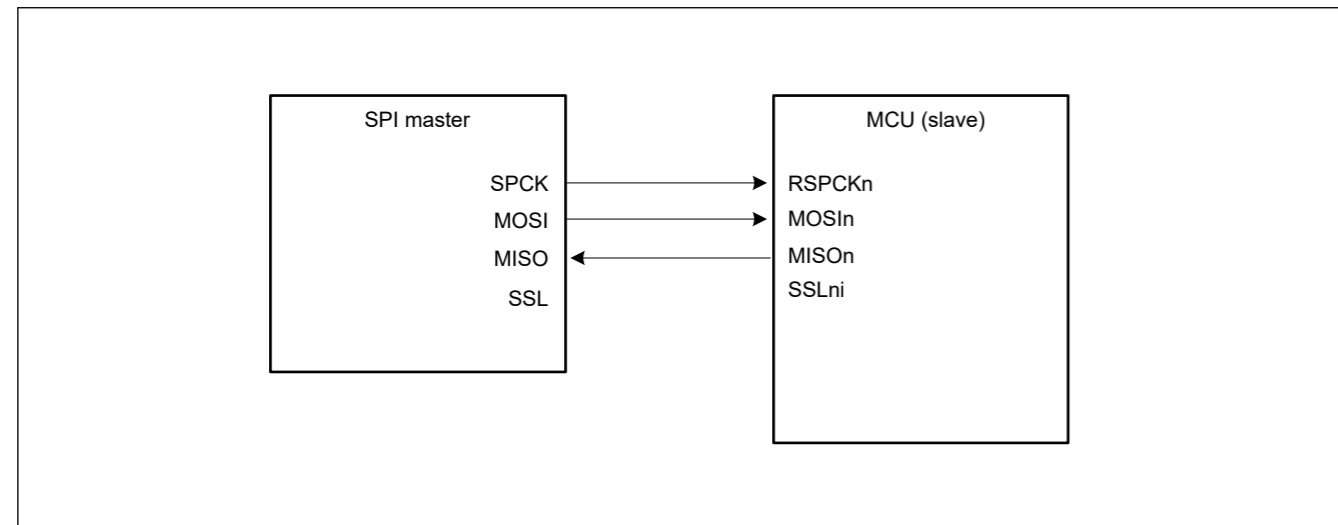 SPI master
SPCK
MOSI
MISO
SSL
MCU (slave)
RSPCKn
MOSIn
MISOn
SSLni